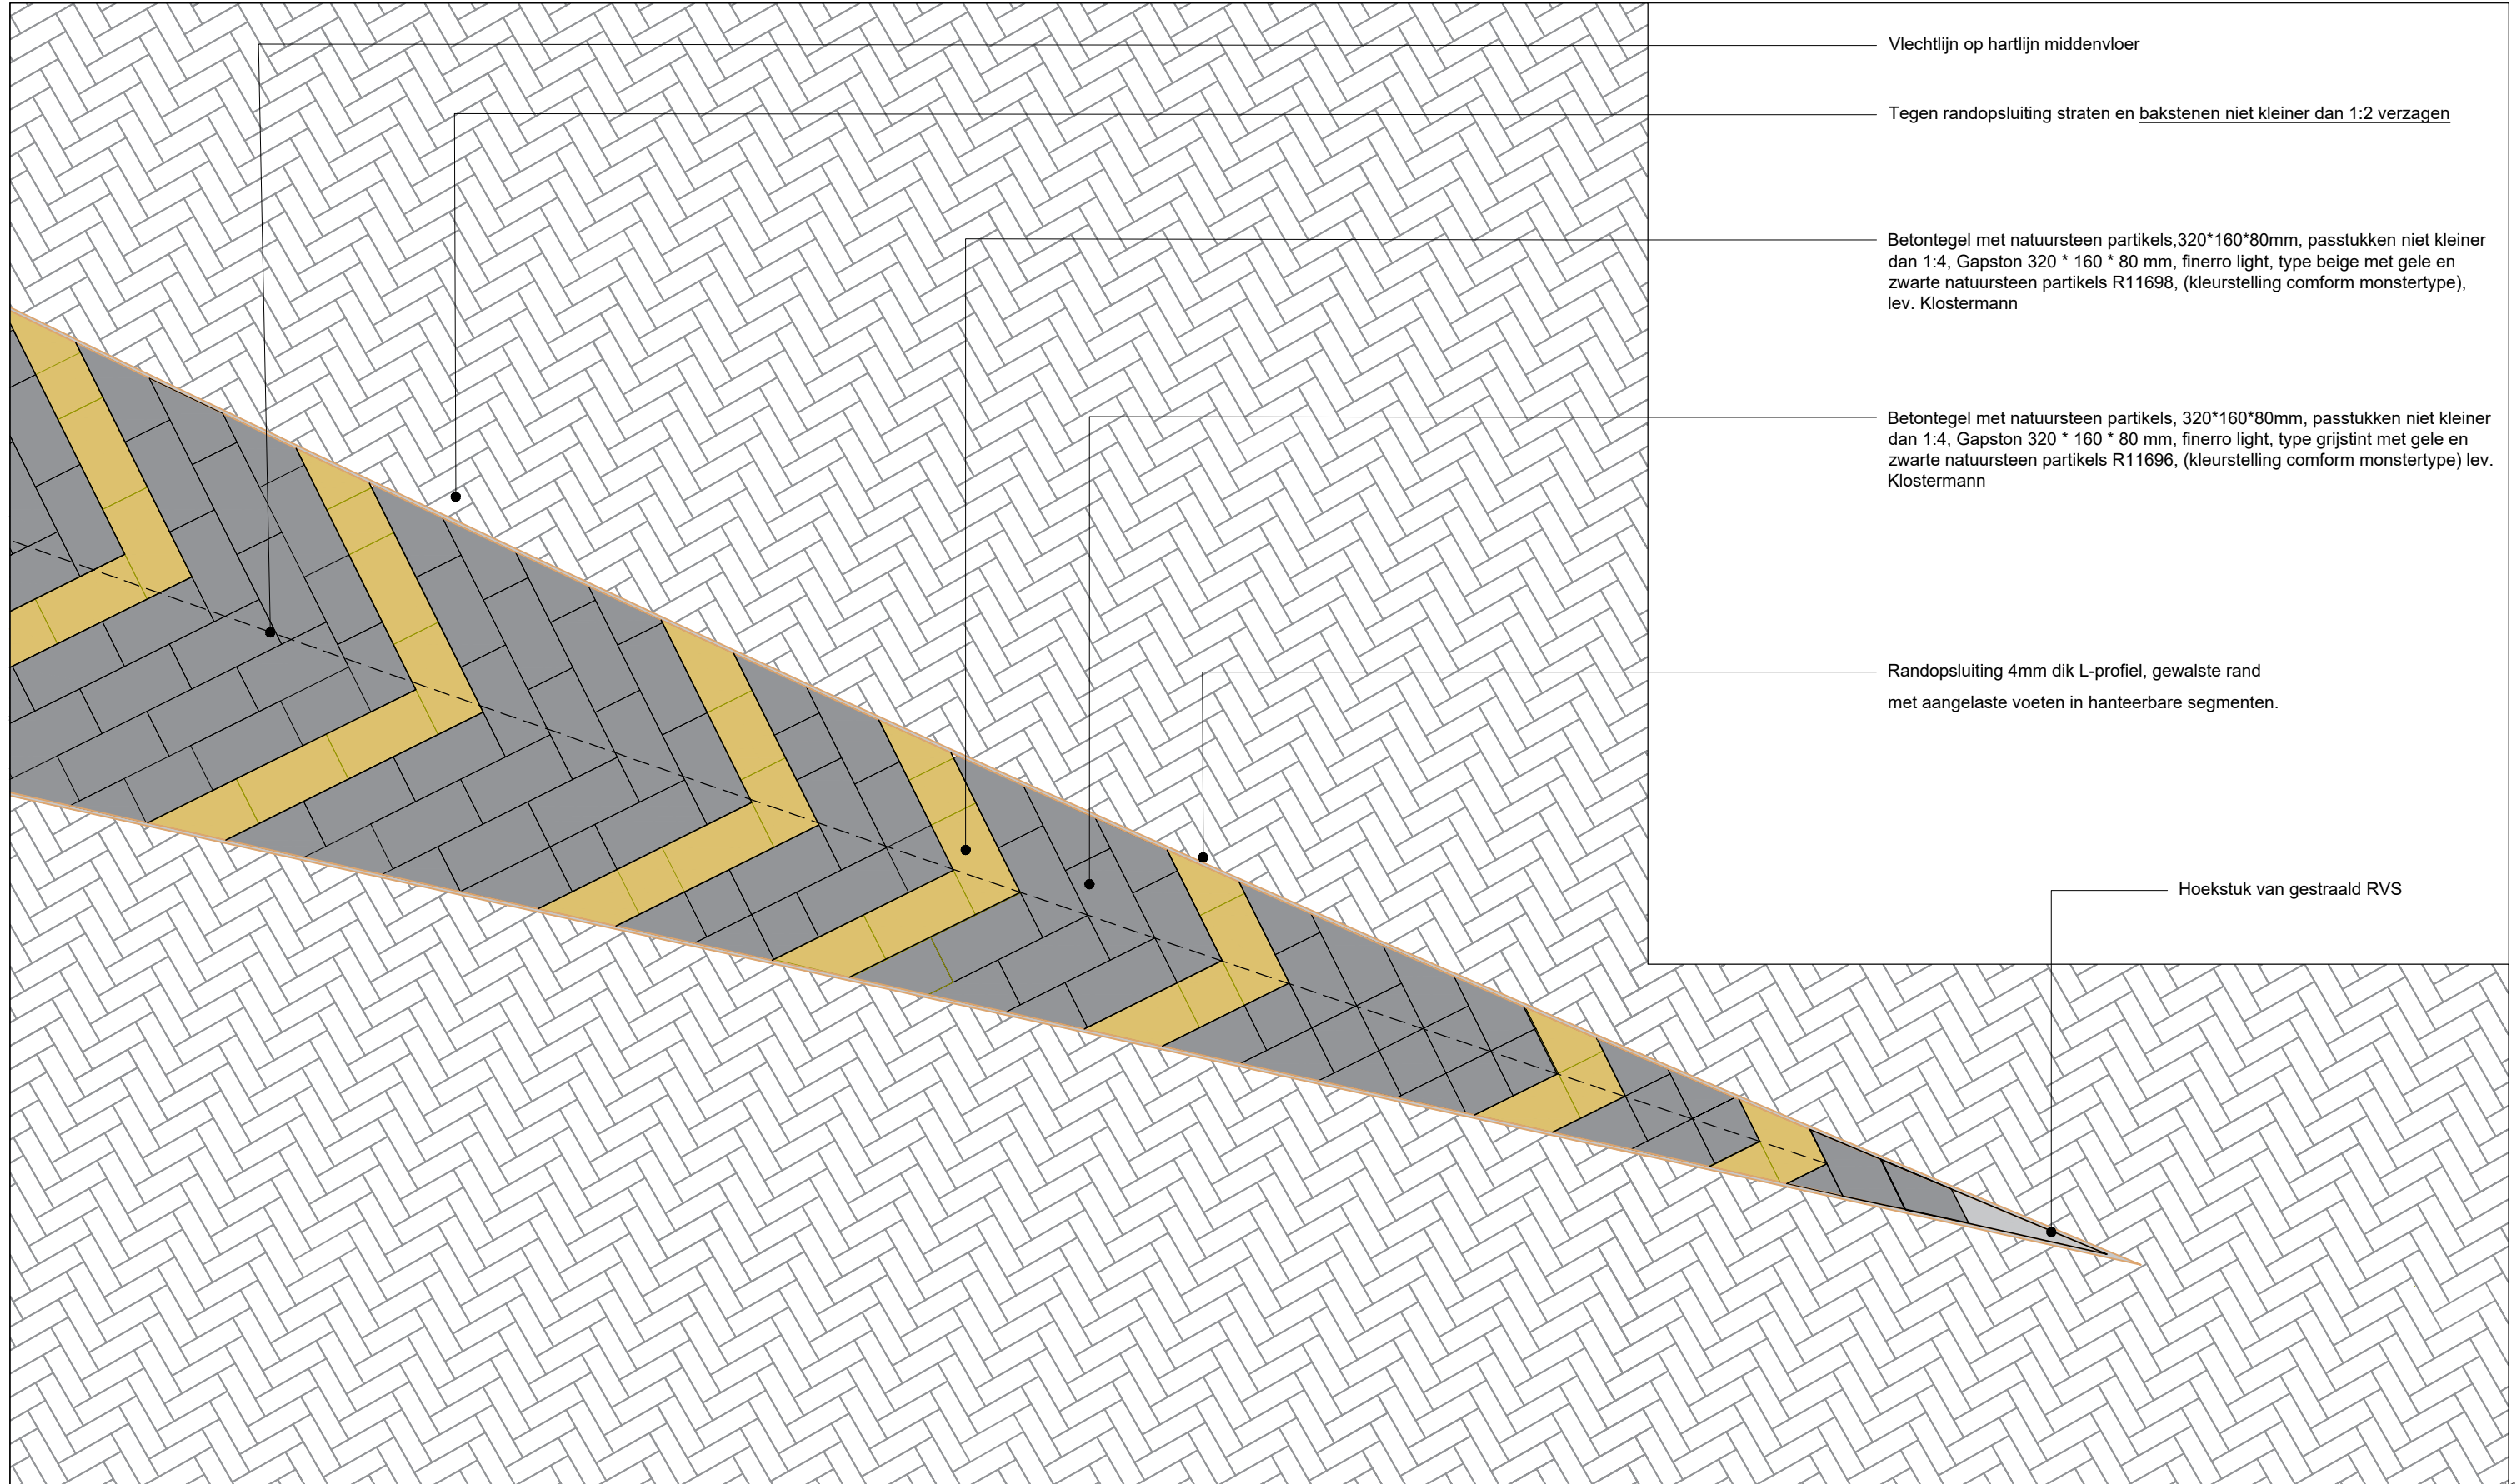 Vlechtlijn op hartlijn middenvloer
Tegen randopsluiting straten en bakstenen niet kleiner dan 1:2 verzagen
Betontegel met natuursteen partikels,320*160*80mm, passtukken niet kleiner
dan 1:4, Gapston 320 * 160 * 80 mm, finerro light, type beige met gele en
zwarte natuursteen partikels R11698, (kleurstelling comform monstertype),
lev. Klostermann
Betontegel met natuursteen partikels, 320*160*80mm, passtukken niet kleiner
dan 1:4, Gapston 320 * 160 * 80 mm, finerro light, type grijstint met gele en
zwarte natuursteen partikels R11696, (kleurstelling comform monstertype) lev.
Klostermann
Randopsluiting 4mm dik L-profiel, gewalste rand
met aangelaste voeten in hanteerbare segmenten.
Hoekstuk van gestraald RVS